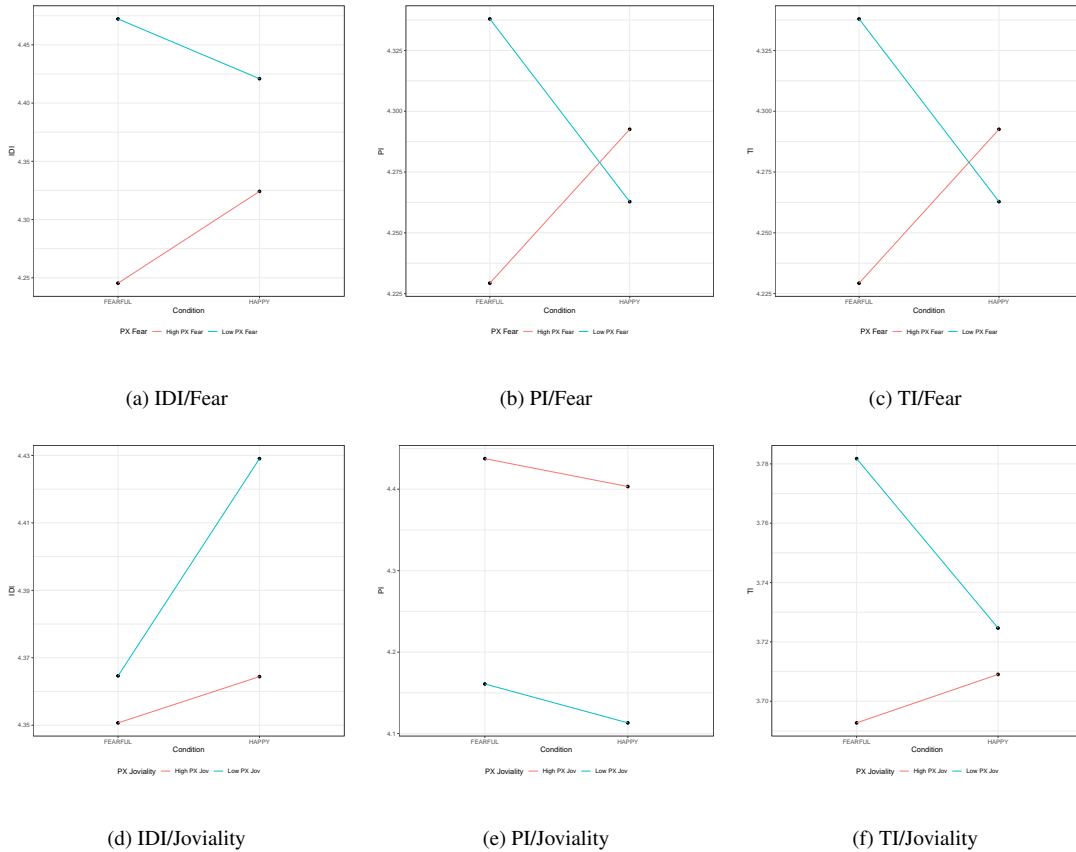 4.45
4.40
4.35
4.30
4.25
IDI
FEARFUL HAPPY
Condition
PX Fear High PX Fear Low PX Fear
(a) IDI/Fear
4.325
4.300
4.275
4.250
4.225
PI
FEARFUL HAPPY
Condition
PX Fear High PX Fear Low PX Fear
(b) PI/Fear
4.325
4.300
4.275
4.250
4.225
TI
FEARFUL HAPPY
Condition
PX Fear High PX Fear Low PX Fear
(c) TI/Fear
4.43
4.41
4.39
4.37
4.35
IDI
FEARFUL HAPPY
Condition
PX Joviality High PX Jov Low PX Jov
(d) IDI/Joviality
4.4
4.3
4.2
4.1
PI
FEARFUL HAPPY
Condition
PX Joviality High PX Jov Low PX Jov
(e) PI/Joviality
3.78
3.76
3.74
3.72
3.70
TI
FEARFUL HAPPY
Condition
PX Joviality High PX Jov Low PX Jov
(f) TI/Joviality